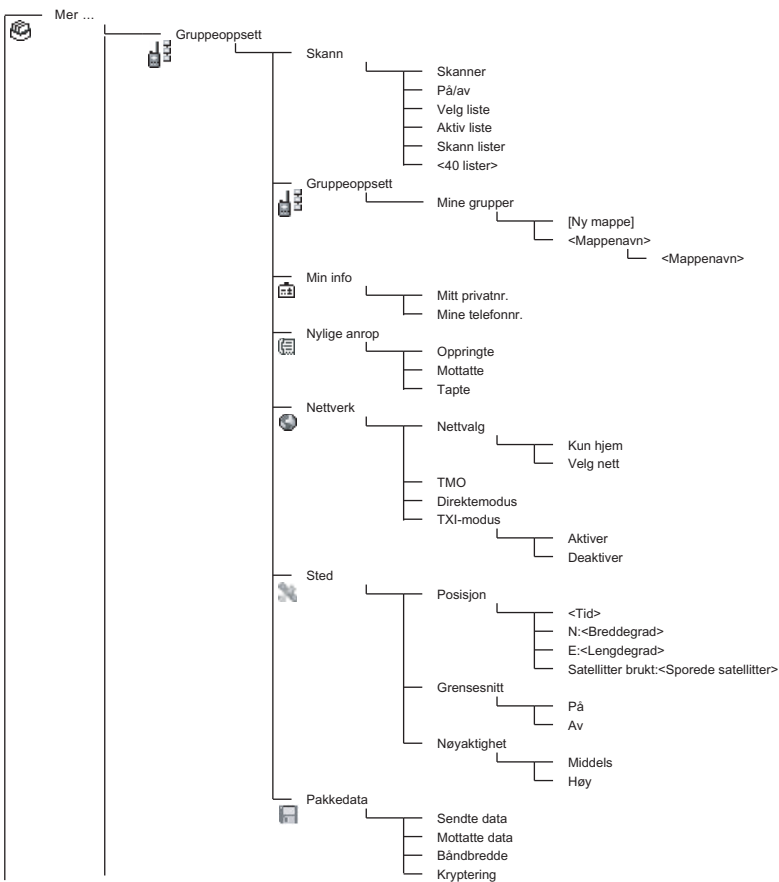 Mer ...
Gruppeoppsett
Skann
Skanner
På/av
Velg liste
Aktiv liste
Skann lister
<40 lister>
Gruppeoppsett
Mine grupper
[Ny mappe]
<Mappenavn>
<Mappenavn>
Min info
Mitt privatnr.
Mine telefonnr.
Nylige anrop
Oppringte
Mottatte
Tapte
Nettverk
Nettvalg
Kun hjem
Velg nett
TMO
Direktemodus
TXI-modus
Aktiver
Deaktiver
Sted
Posisjon
<Tid>
N:<Breddegrad>
E:<Lengdegrad>
Satellitter brukt:<Sporede satellitter>
Grensesnitt
På
Av
Nøyaktighet
Middels
Høy
Pakkedata
Sendte data
Mottatte data
Båndbredde
Kryptering